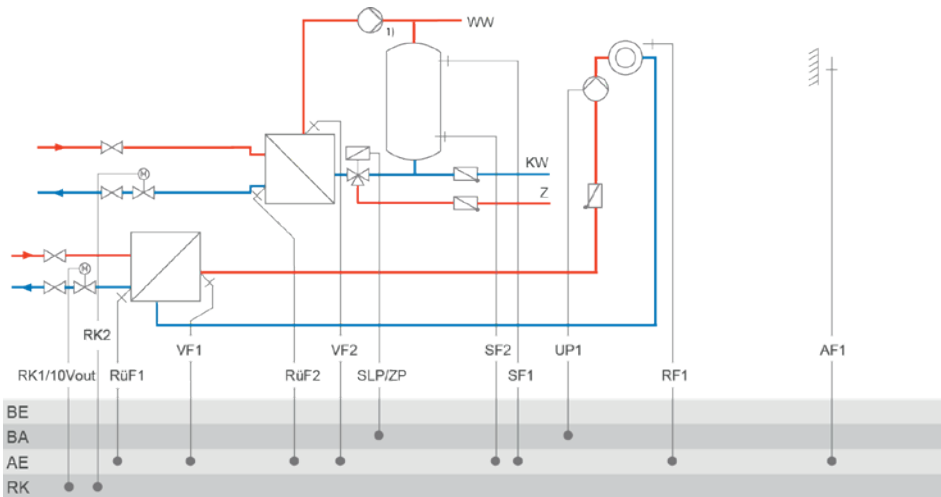 1)
WW
KW
Z
M
M
RK2
VF1
VF2
SF2
UP1
AF1
RK1/10Vout
RüF1
RüF2
SLP/ZP
SF1
RF1
BE
BA
AE
RK